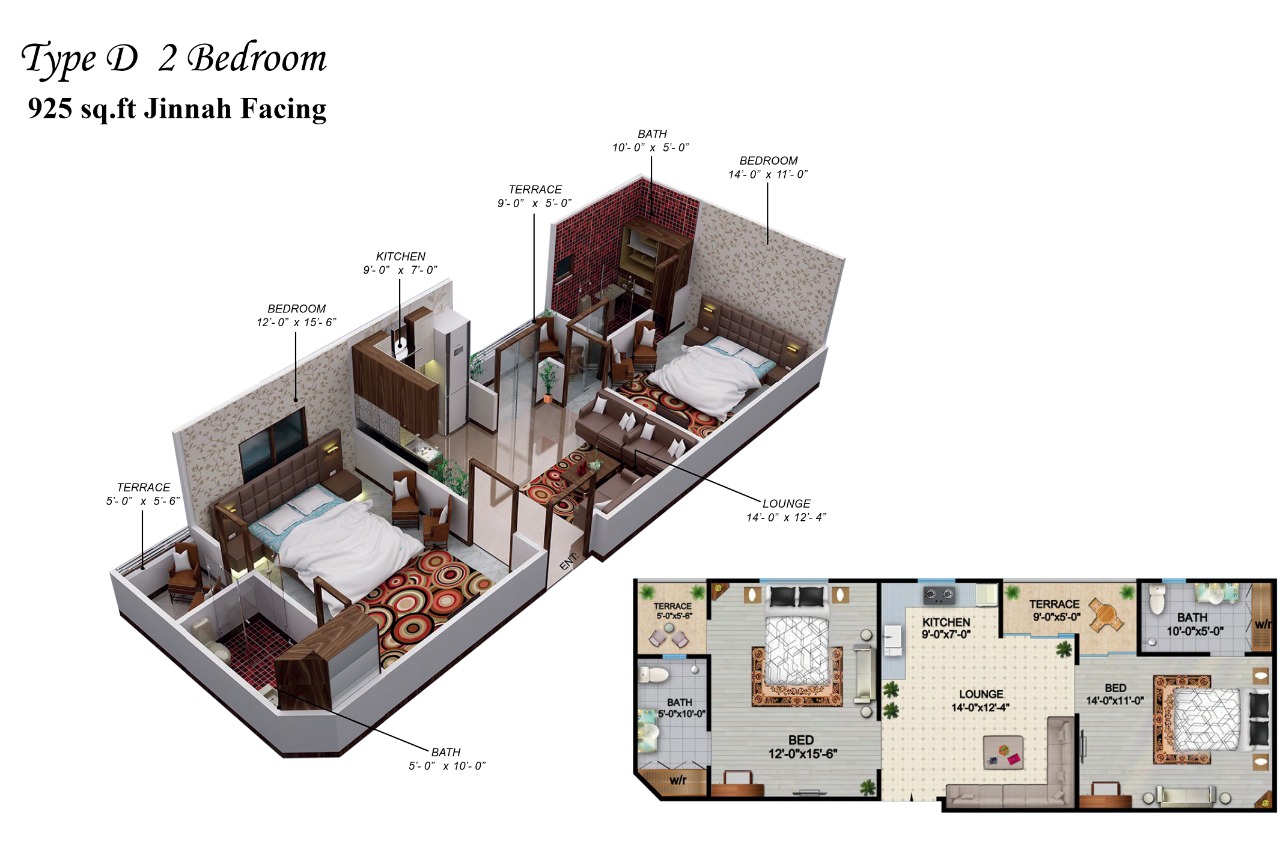 Type D 2 Bedroom
925 sq.ft Jinnah Facing
BATH
10'- 0" x 5'- 0"
BEDROOM
14'- 0" x 11'- 0"
TERRACE
9'- 0" x 5'- 0"
KITCHEN
9'- 0" x 7'- 0"
BEDROOM
12'- 0" x 15'- 6"
TERRACE
5'- 0" x 5'- 6"
LOUNGE
14'- 0" x 12'- 4"
ENT:
BATH
5'- 0" x 10'- 0"
TERRACE
5'-0"x5'-6"
KITCHEN
9'-0"x7'-0"
TERRACE
9'-0"x5'-0"
BATH
10'-0"x5'-0"
w/r
BATH
5'-0"x10'-0"
LOUNGE
14'-0"x12'-4"
BED
14'-0"x11'-0"
BED
12'-0"x15'-6"
w/r